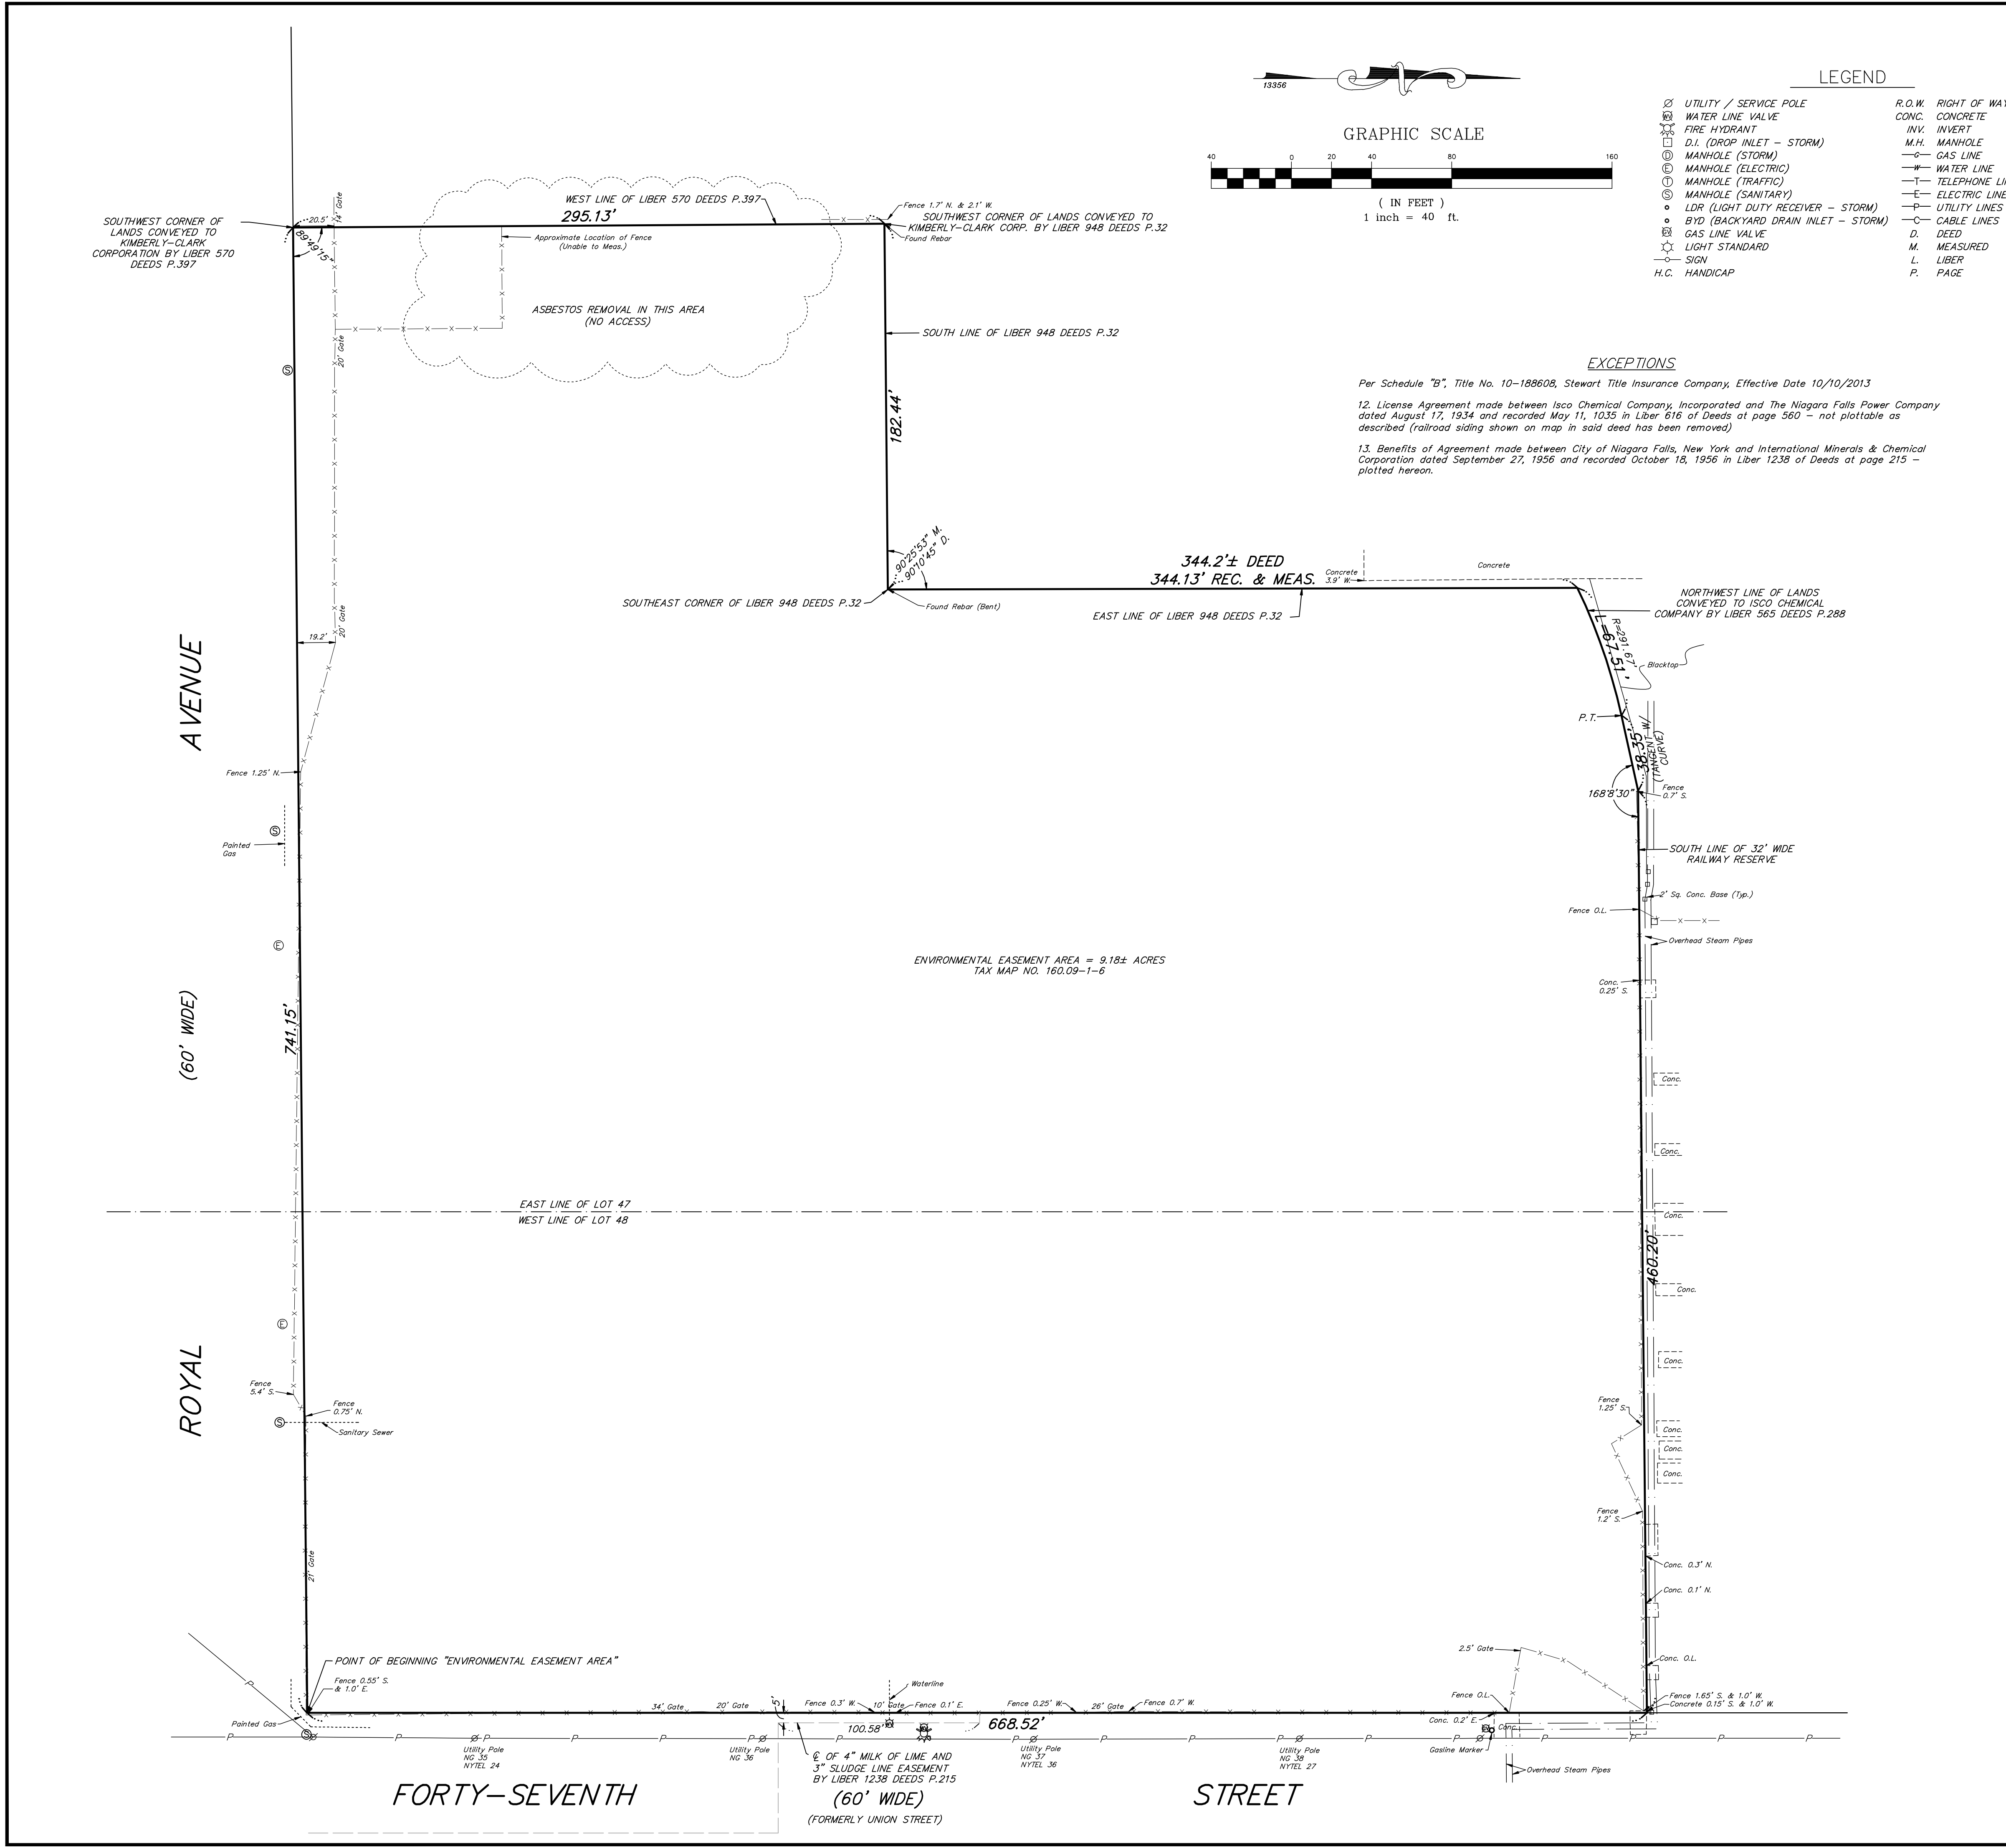 13356
GRAPHIC SCALE
40 0 20 40 80 160
( IN FEET )
1 inch = 40 ft.
LEGEND
UTILITY / SERVICE POLE
WATER LINE VALVE
FIRE HYDRANT
D.I. (DROP INLET – STORM)
D MANHOLE (STORM)
E MANHOLE (ELECTRIC)
T MANHOLE (TRAFFIC)
S MANHOLE (SANITARY)
LDR (LIGHT DUTY RECEIVER – STORM)
BYD (BACKYARD DRAIN INLET – STORM)
GAS LINE VALVE
LIGHT STANDARD
SIGN
H.C. HANDICAP
R.O.W. RIGHT OF WAY
CONC. CONCRETE
INV. INVERT
M.H. MANHOLE
G GAS LINE
W WATER LINE
T TELEPHONE LI
E ELECTRIC LINE
P UTILITY LINES
C CABLE LINES
D. DEED
M. MEASURED
L. LIBER
P. PAGE
EXCEPTIONS
Per Schedule "B", Title No. 10-188608, Stewart Title Insurance Company, Effective Date 10/10/2013
12. License Agreement made between Isco Chemical Company, Incorporated and The Niagara Falls Power Company
dated August 17, 1934 and recorded May 11, 1035 in Liber 616 of Deeds at page 560 – not plottable as
described (railroad siding shown on map in said deed has been removed)
13. Benefits of Agreement made between City of Niagara Falls, New York and International Minerals & Chemical
Corporation dated September 27, 1956 and recorded October 18, 1956 in Liber 1238 of Deeds at page 215 –
plotted hereon.
SOUTHWEST CORNER OF
LANDS CONVEYED TO
KIMBERLY-CLARK
CORPORATION BY LIBER 570
DEEDS P.397
20.5'
14' Gate
89°49'15"
WEST LINE OF LIBER 570 DEEDS P.397
295.13'
Approximate Location of Fence
(Unable to Meas.)
Fence 1.7' N. & 2.1' W.
SOUTHWEST CORNER OF LANDS CONVEYED TO
KIMBERLY-CLARK CORP. BY LIBER 948 DEEDS P.32
Found Rebar
ASBESTOS REMOVAL IN THIS AREA
(NO ACCESS)
SOUTH LINE OF LIBER 948 DEEDS P.32
20' Gate
S
182.44'
90°25'53" M.
90°10'45" D.
344.2'± DEED
344.13' REC. & MEAS.
Concrete
3.9' W.
Concrete
SOUTHEAST CORNER OF LIBER 948 DEEDS P.32
Found Rebar (Bent)
EAST LINE OF LIBER 948 DEEDS P.32
NORTHWEST LINE OF LANDS
CONVEYED TO ISCO CHEMICAL
COMPANY BY LIBER 565 DEEDS P.288
R=291.67'
L=67.51'
Blacktop
P.T.
38.35'
(TANGENT W/
CURVE)
168°8'30"
Fence
0.7' S.
20' Gate
19.2'
AVENUE
Fence 1.25' N.
S
Painted
Gas
SOUTH LINE OF 32' WIDE
RAILWAY RESERVE
2' Sq. Conc. Base (Typ.)
Fence O.L.
Overhead Steam Pipes
E
ENVIRONMENTAL EASEMENT AREA = 9.18± ACRES
TAX MAP NO. 160.09-1-6
Conc.
0.25' S.
(60' WIDE)
741.15'
Conc.
Conc.
EAST LINE OF LOT 47
WEST LINE OF LOT 48
Conc.
460.20'
Conc.
E
Conc.
ROYAL
Fence
5.4' S.
Fence
0.75' N.
S
Sanitary Sewer
Fence
1.25' S.
Conc.
Conc.
Conc.
Fence
1.2' S.
21' Gate
Conc. 0.3' N.
Conc. 0.1' N.
2.5' Gate
Conc. O.L.
POINT OF BEGINNING "ENVIRONMENTAL EASEMENT AREA"
Fence 0.55' S.
& 1.0' E.
Painted Gas
S
34' Gate
20' Gate
5'
Fence 0.3' W.
Waterline
10' Gate
Fence 0.1' E.
Fence 0.25' W.
26' Gate
Fence 0.7' W.
Fence O.L.
Fence 1.65' S. & 1.0' W.
Concrete 0.15' S. & 1.0' W.
Conc. 0.2' E.
Conc.
100.58'
668.52'
P P P P P P P P P P P P P
Utility Pole
NG 35
NYTEL 24
Utility Pole
NG 36
℄ OF 4" MILK OF LIME AND
3" SLUDGE LINE EASEMENT
BY LIBER 1238 DEEDS P.215
Utility Pole
NG 37
NYTEL 36
Utility Pole
NG 38
NYTEL 27
Gasline Marker
Overhead Steam Pipes
FORTY-SEVENTH
(60' WIDE)
STREET
(FORMERLY UNION STREET)